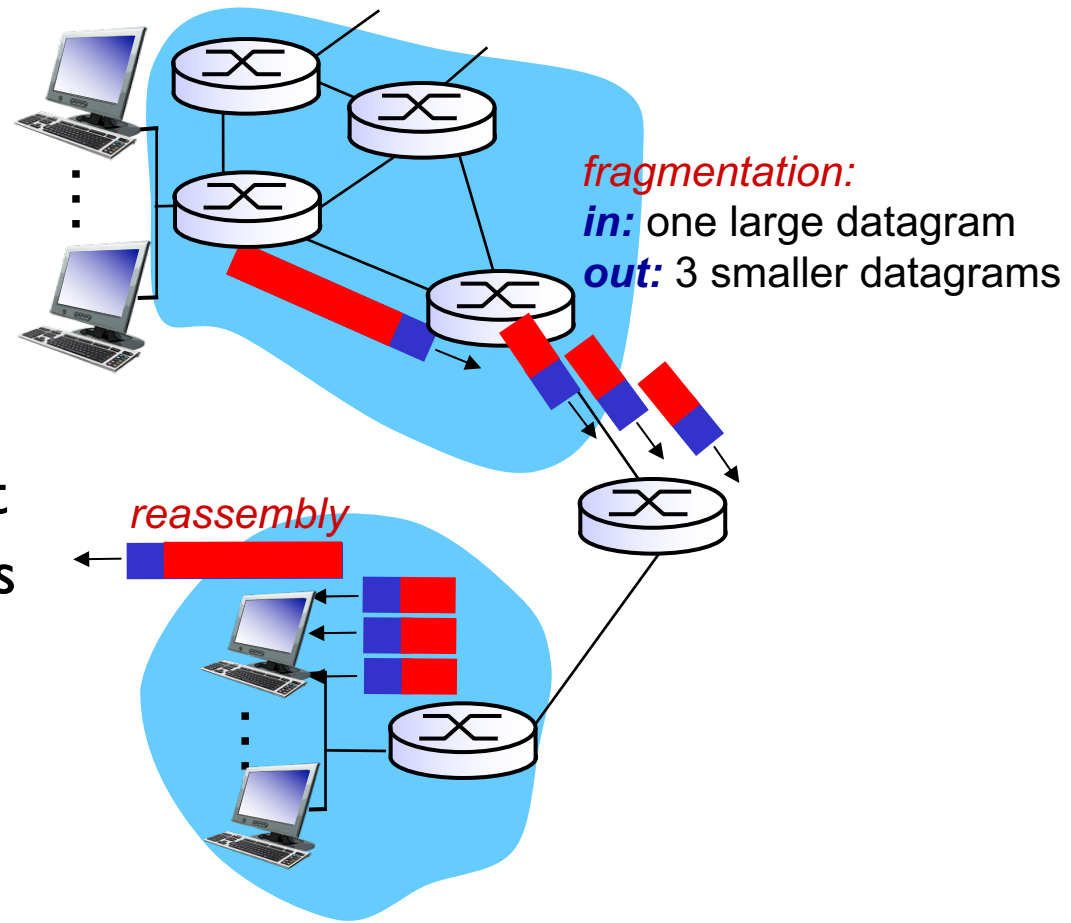 fragmentation:
in: one large datagram
out: 3 smaller datagrams
t
reassembly
s